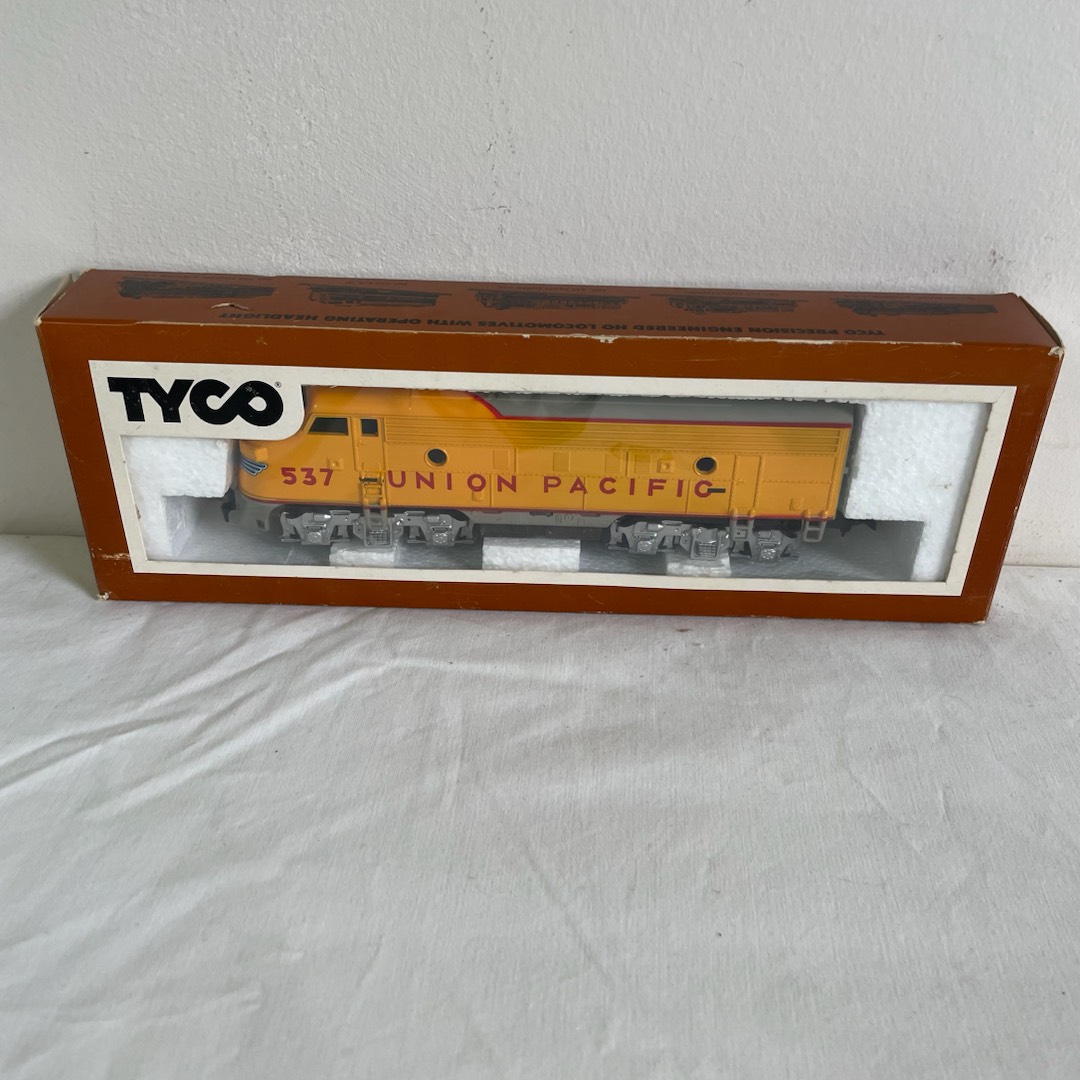 TYCO PRECISION ENGINEERED HO LOCOMOTIVES WITH OPERATING HEADLIGHT
TYCO®
537 UNION PACIFIC